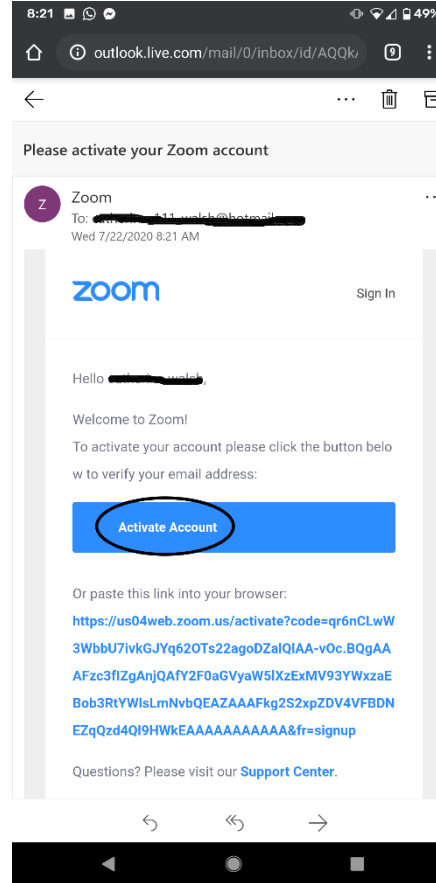 8:21 49%
outlook.live.com/mail/0/inbox/id/AQQk 9
Please activate your Zoom account
Z
Zoom
To:
Wed 7/22/2020 8:21 AM
zoom Sign In
Hello
Welcome to Zoom!
To activate your account please click the button belo
w to verify your email address:
Activate Account
Or paste this link into your browser:
https://us04web.zoom.us/activate?code=qr6nCLwW
3WbbU7ivkGJYq62OTs22agoDZaIQIAA-vOc.BQgAA
AFzc3fIZgAnjQAfY2F0aGVyaW5lXzExMV93YWxzaE
Bob3RtYWlsLmNvbQEAZAAAFkg2S2xpZDV4VFBDN
EZqQzd4Ql9HWkEAAAAAAAAAAA&fr=signup
Questions? Please visit our Support Center.